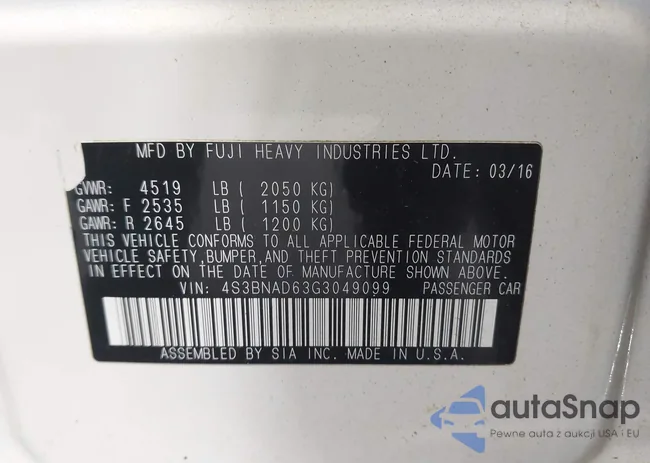 MFD BY FUJI HEAVY INDUSTRIES LTD.
DATE: 03/16
GVWR: 4519 LB ( 2050 KG)
GAWR: F 2535 LB ( 1150 KG)
GAWR: R 2645 LB ( 1200 KG)
THIS VEHICLE CONFORMS TO ALL APPLICABLE FEDERAL MOTOR
VEHICLE SAFETY, BUMPER, AND THEFT PREVENTION STANDARDS
IN EFFECT ON THE DATE OF MANUFACTURE SHOWN ABOVE.
VIN: 4S3BNAD63G3049099 PASSENGER CAR
ASSEMBLED BY SIA INC. MADE IN U.S.A.
autaSnap
Pewne auta z aukcji USA i EU